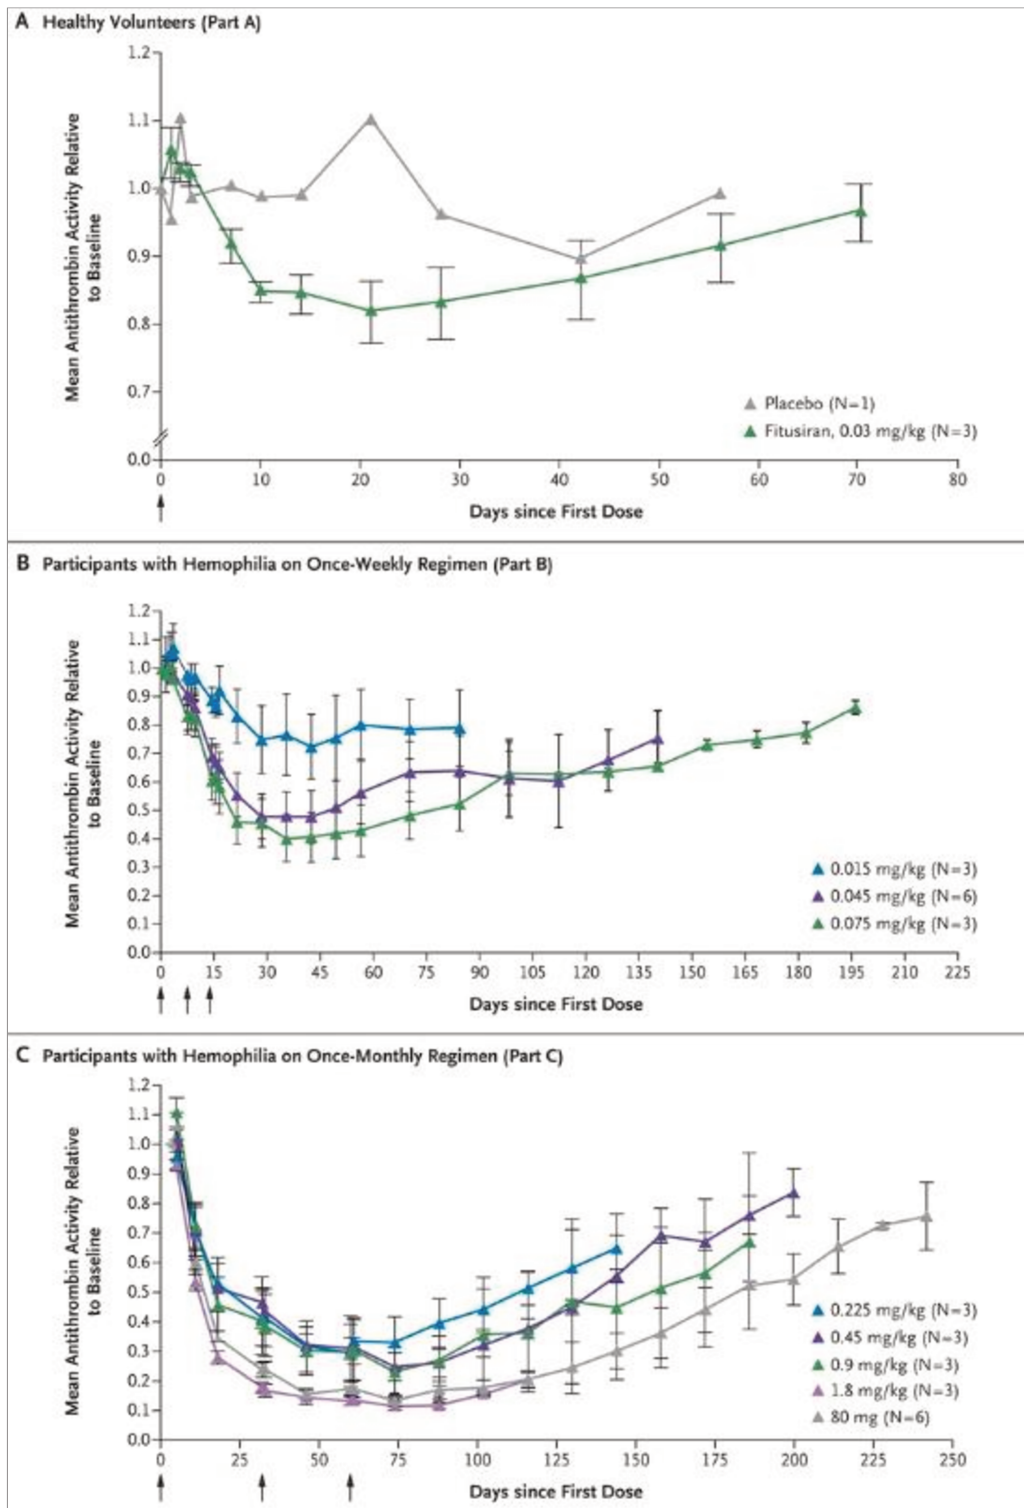 A Healthy Volunteers (Part A)
Mean Antithrombin Activity Relative
to Baseline
1.2
1.1
1.0
0.9
0.8
0.7
0.0
0 10 20 30 40 50 60 70 80
Days since First Dose
Placebo (N=1)
Fitusiran, 0.03 mg/kg (N=3)
B Participants with Hemophilia on Once-Weekly Regimen (Part B)
Mean Antithrombin Activity Relative
to Baseline
1.2
1.1
1.0
0.9
0.8
0.7
0.6
0.5
0.4
0.3
0.2
0.1
0.0
0 15 30 45 60 75 90 105 120 135 150 165 180 195 210 225
Days since First Dose
0.015 mg/kg (N=3)
0.045 mg/kg (N=6)
0.075 mg/kg (N=3)
C Participants with Hemophilia on Once-Monthly Regimen (Part C)
Mean Antithrombin Activity Relative
to Baseline
1.2
1.1
1.0
0.9
0.8
0.7
0.6
0.5
0.4
0.3
0.2
0.1
0.0
0 25 50 75 100 125 150 175 200 225 250
Days since First Dose
0.225 mg/kg (N=3)
0.45 mg/kg (N=3)
0.9 mg/kg (N=3)
1.8 mg/kg (N=3)
80 mg (N=6)